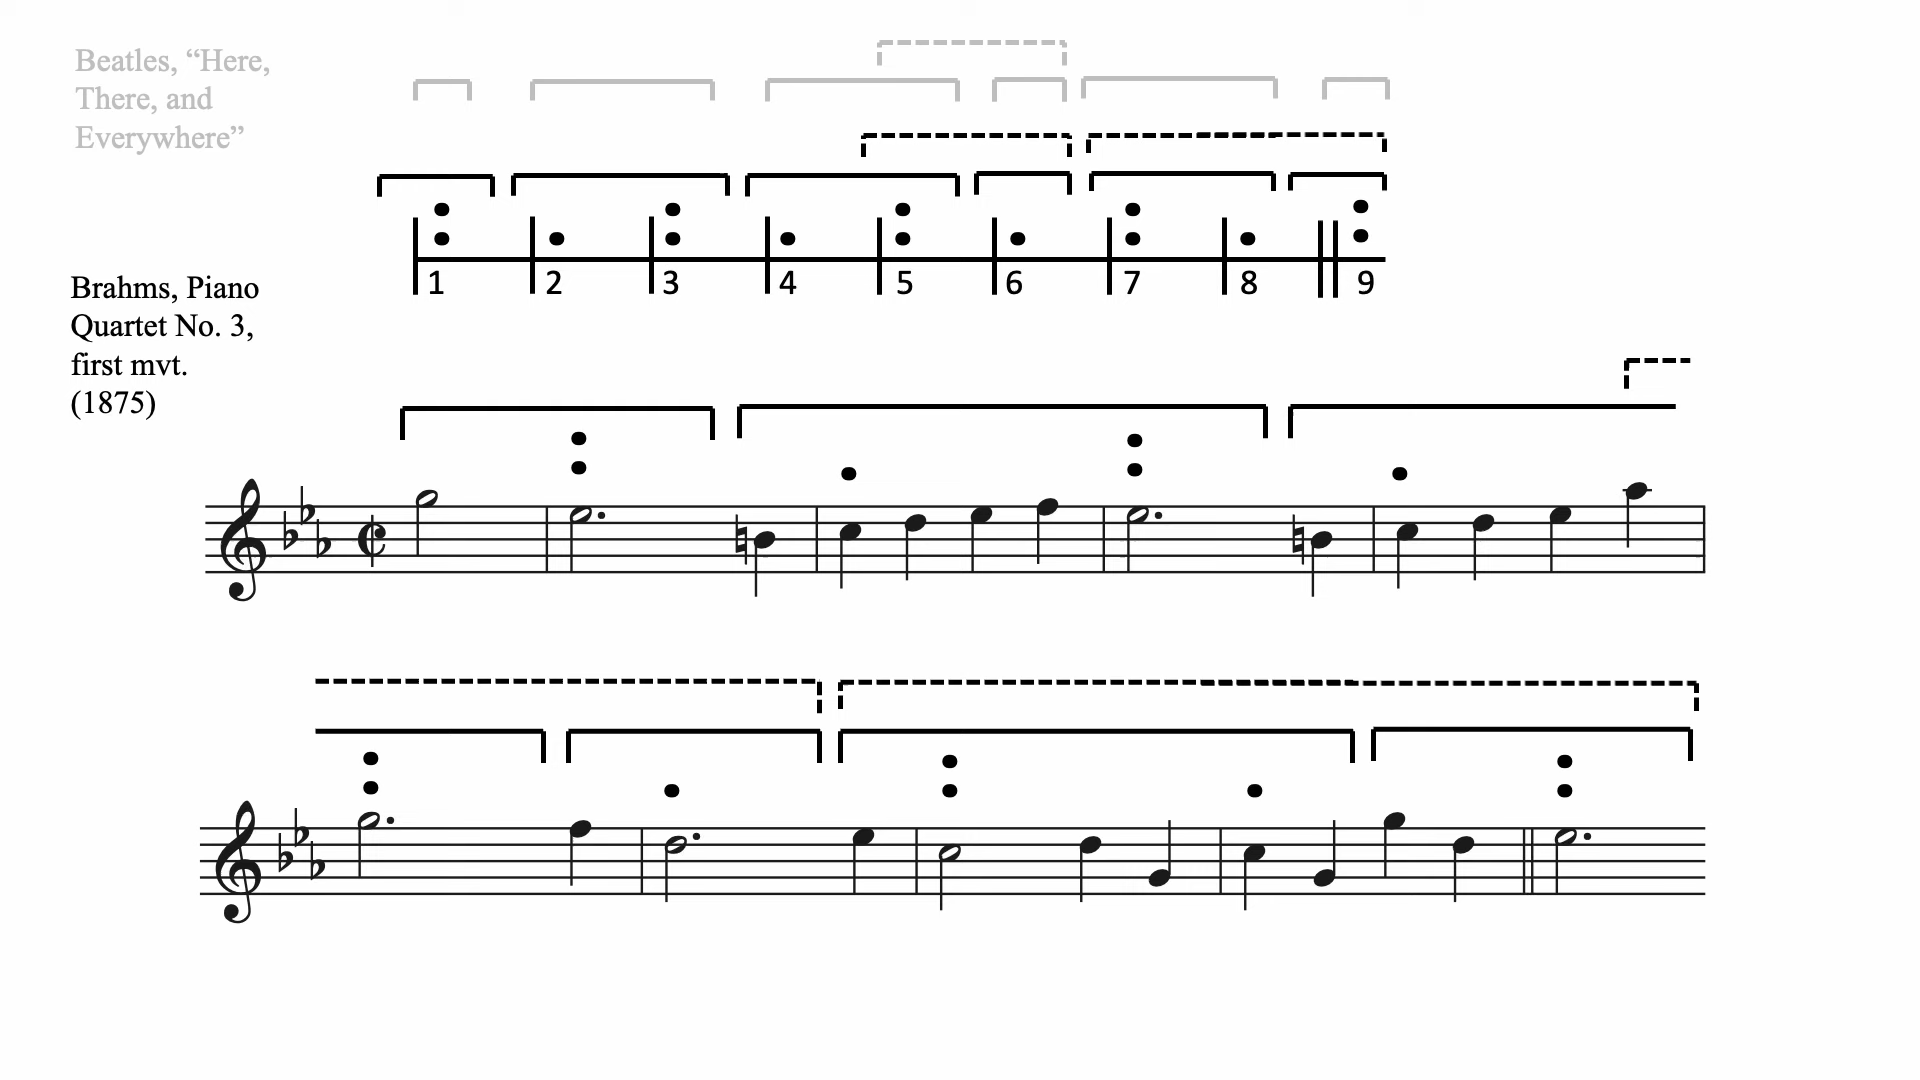 Beatles, “Here,
There, and
Everywhere”
1 2 3 4 5 6 7 8 9
Brahms, Piano
Quartet No. 3,
first mvt.
(1875)